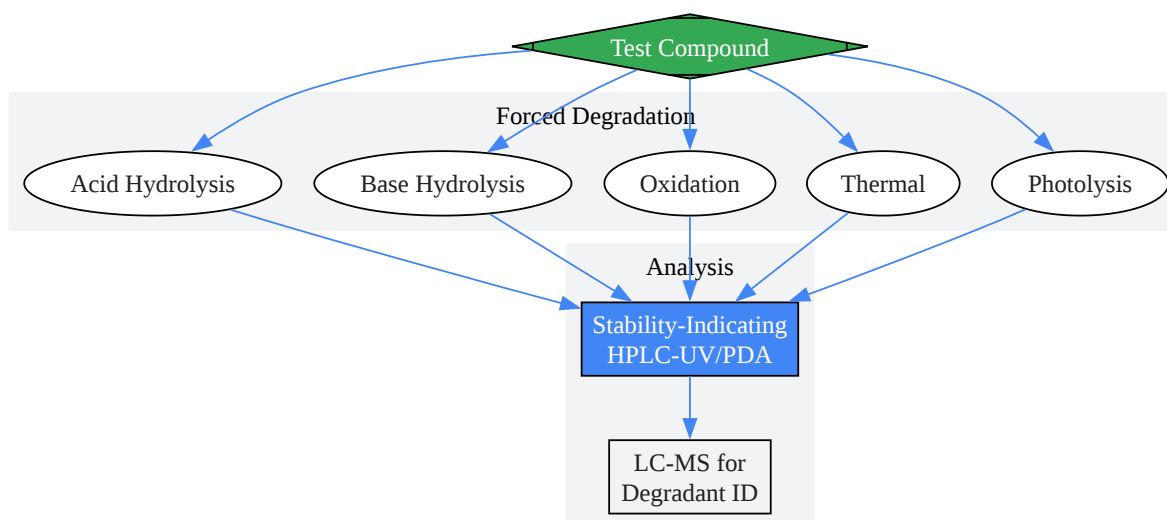 Test Compound
Forced Degradation
Acid Hydrolysis
Base Hydrolysis
Oxidation
Thermal
Photolysis
Analysis
Stability-Indicating
HPLC-UV/PDA
LC-MS for
Degradant ID